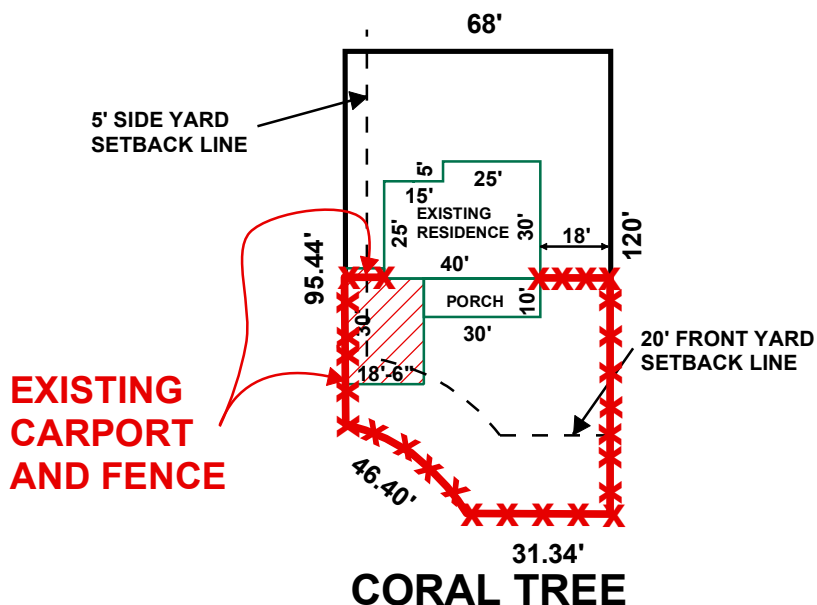 68'
5' SIDE YARD
SETBACK LINE
5'
25'
15'
EXISTING
RESIDENCE
25'
30'
18'
120'
95.44'
40'
PORCH
10'
30'
30'
20' FRONT YARD
SETBACK LINE
18'-6"
EXISTING
CARPORT
AND FENCE
46.40'
31.34'
CORAL TREE